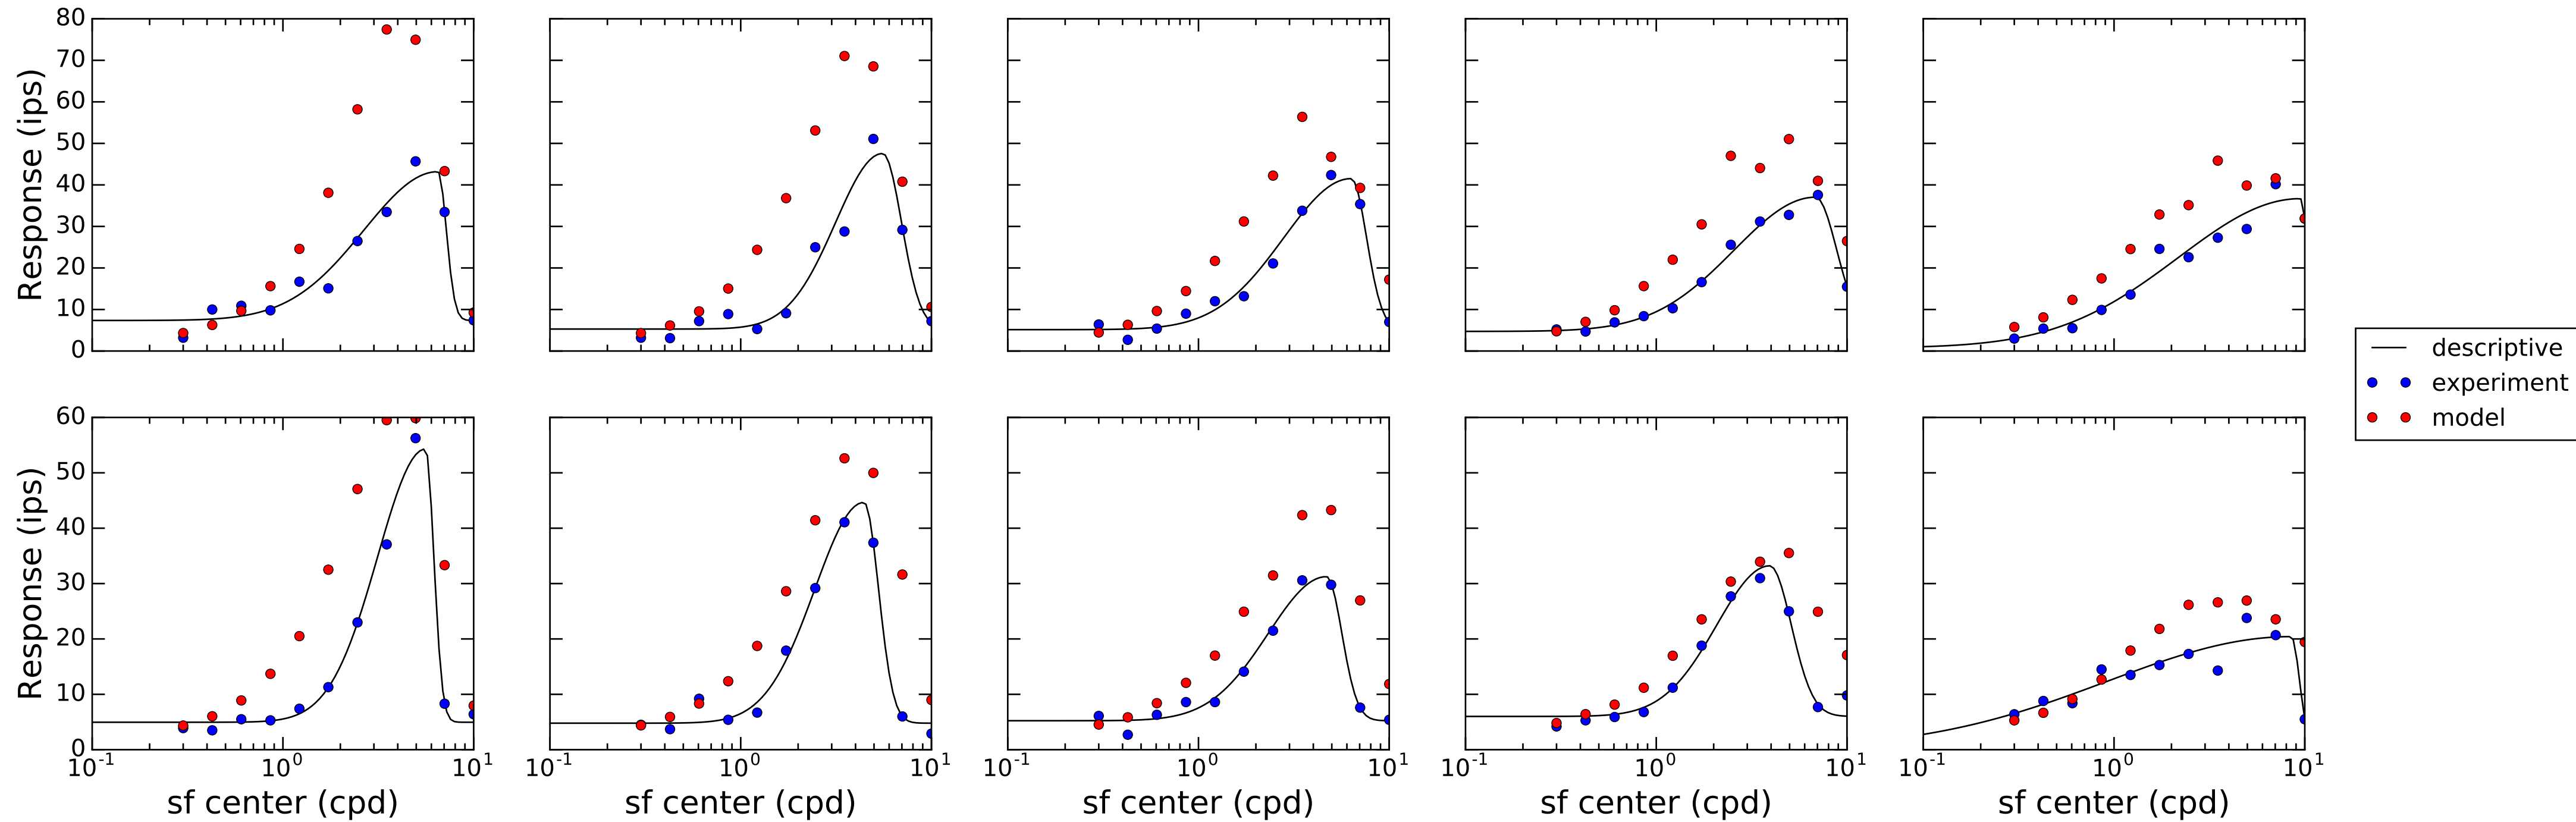 Response (ips)
80
70
60
50
40
30
20
10
0
descriptive
experiment
model
Response (ips)
60
50
40
30
20
10
0
10^-1 10^0 10^1 10^-1 10^0 10^1 10^-1 10^0 10^1 10^-1 10^0 10^1 10^-1 10^0 10^1
sf center (cpd) sf center (cpd) sf center (cpd) sf center (cpd) sf center (cpd)